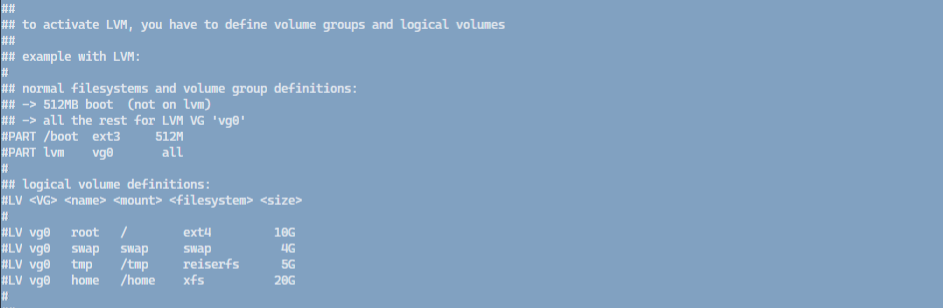 ##
## to activate LVM, you have to define volume groups and logical volumes
##
## example with LVM:
#
## normal filesystems and volume group definitions:
## -> 512MB boot  (not on lvm)
## -> all the rest for LVM VG 'vg0'
#PART /boot  ext3     512M
#PART lvm    vg0       all
#
## logical volume definitions:
#LV <VG> <name> <mount> <filesystem> <size>
#
#LV vg0   root   /        ext4         10G
#LV vg0   swap   swap     swap          4G
#LV vg0   tmp    /tmp     reiserfs      5G
#LV vg0   home   /home    xfs          20G
#